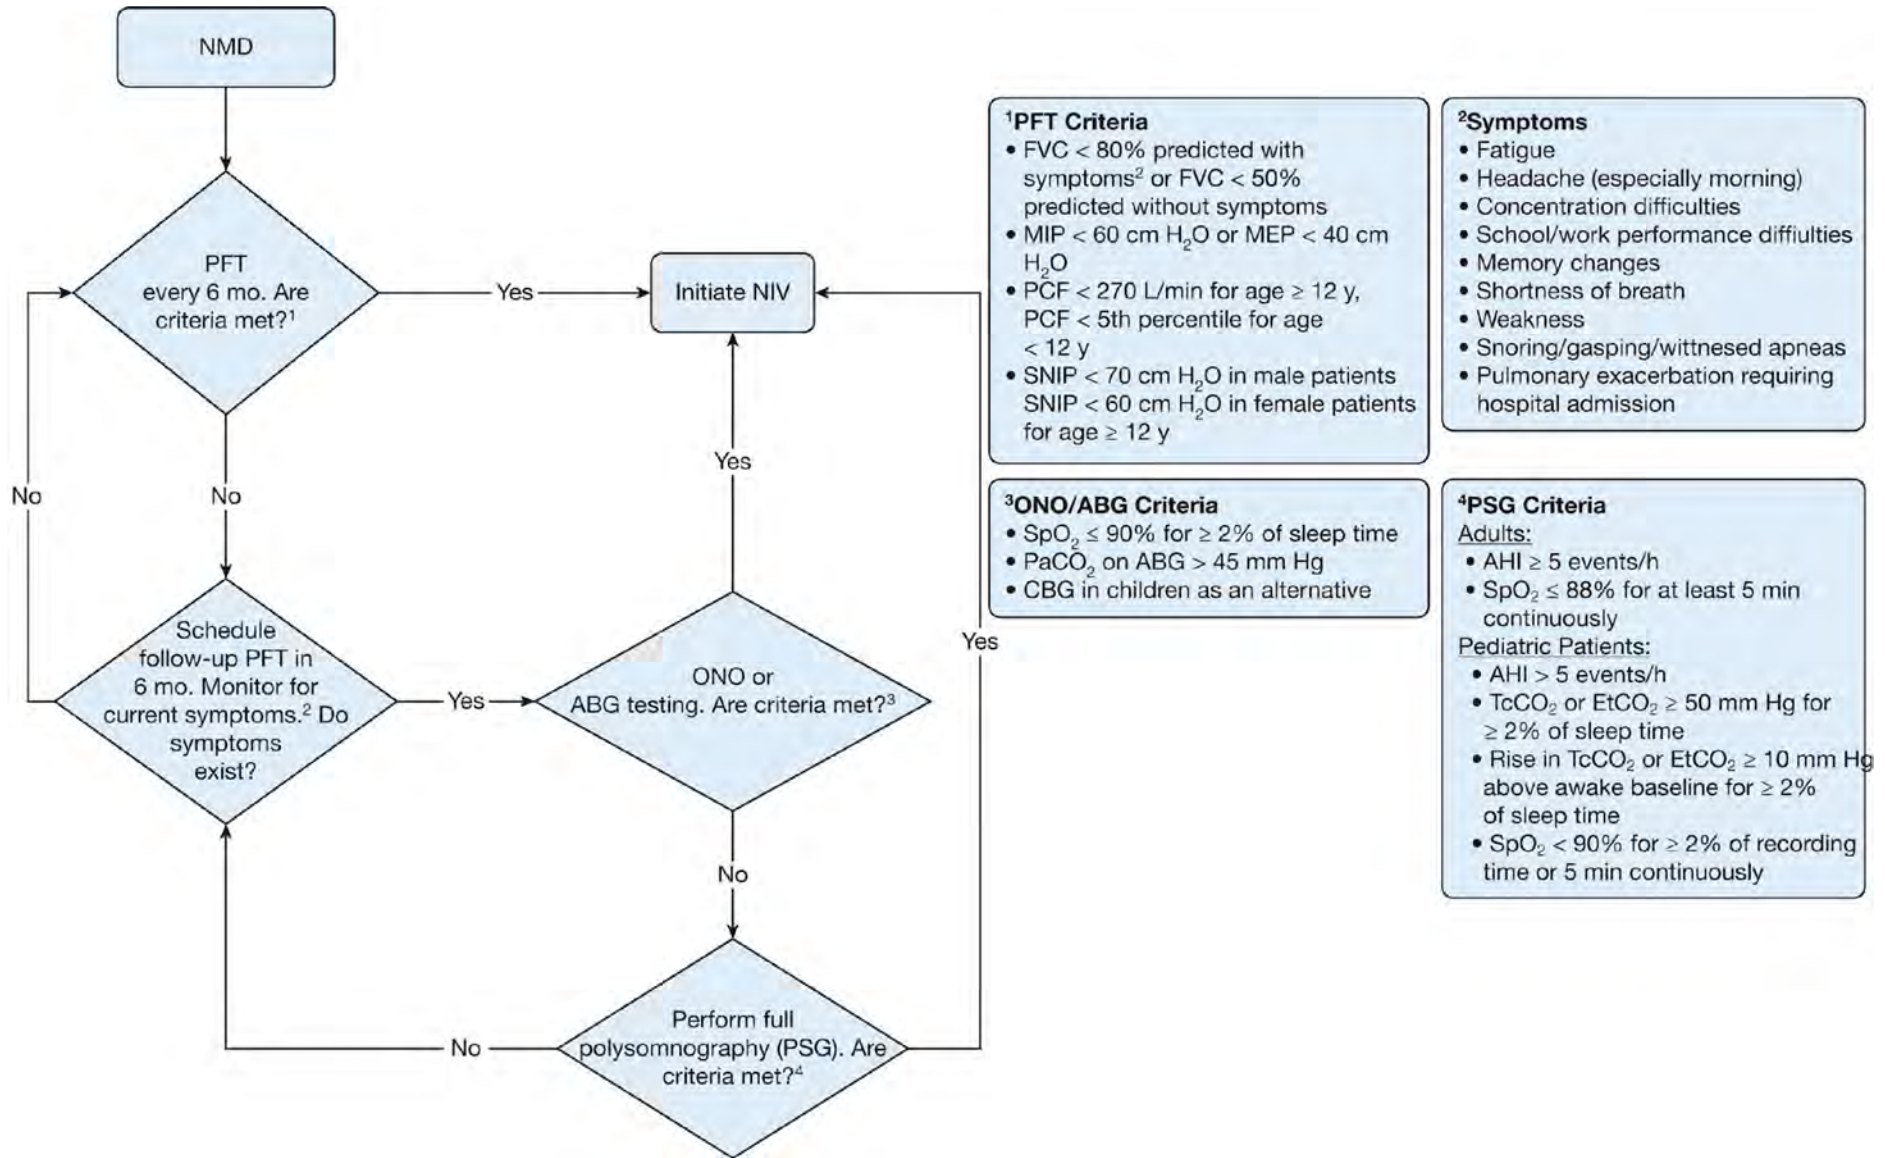 NMD
PFT
every 6 mo. Are
criteria met?¹
Yes
Initiate NIV
No
No
Schedule
follow-up PFT in
6 mo. Monitor for
current symptoms.² Do
symptoms
exist?
Yes
ONO or
ABG testing. Are criteria met?³
Yes
No
Perform full
polysomnography (PSG). Are
criteria met?⁴
No
Yes
¹PFT Criteria
• FVC < 80% predicted with
symptoms² or FVC < 50%
predicted without symptoms
• MIP < 60 cm H₂O or MEP < 40 cm
H₂O
• PCF < 270 L/min for age ≥ 12 y,
PCF < 5th percentile for age
< 12 y
• SNIP < 70 cm H₂O in male patients
SNIP < 60 cm H₂O in female patients
for age ≥ 12 y
²Symptoms
• Fatigue
• Headache (especially morning)
• Concentration difficulties
• School/work performance diffiulties
• Memory changes
• Shortness of breath
• Weakness
• Snoring/gasping/wittnesed apneas
• Pulmonary exacerbation requiring
hospital admission
³ONO/ABG Criteria
• SpO₂ ≤ 90% for ≥ 2% of sleep time
• PaCO₂ on ABG > 45 mm Hg
• CBG in children as an alternative
⁴PSG Criteria
Adults:
• AHI ≥ 5 events/h
• SpO₂ ≤ 88% for at least 5 min
continuously
Pediatric Patients:
• AHI > 5 events/h
• TcCO₂ or EtCO₂ ≥ 50 mm Hg for
≥ 2% of sleep time
• Rise in TcCO₂ or EtCO₂ ≥ 10 mm Hg
above awake baseline for ≥ 2%
of sleep time
• SpO₂ < 90% for ≥ 2% of recording
time or 5 min continuously